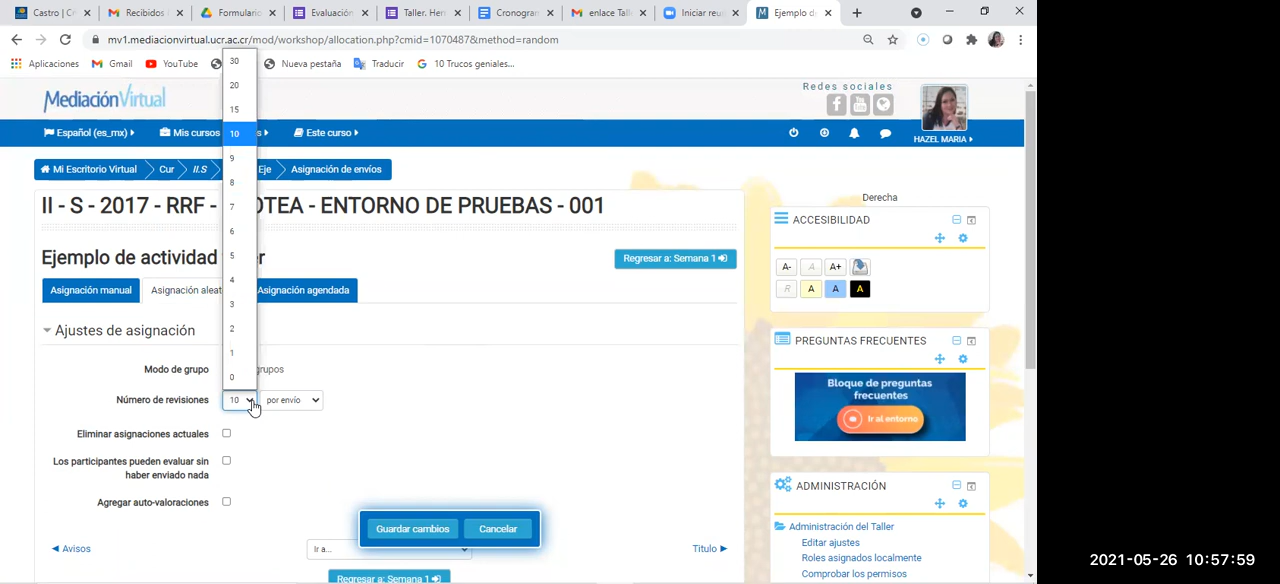 Castro | C
Recibidos
Formulario
Evaluación
Taller. Her
Cronogram
enlace Tall
Iniciar reu
Ejemplo de
mv1.mediacionvirtual.ucr.ac.cr/mod/workshop/allocation.php?cmid=1070487&method=random
Aplicaciones Gmail YouTube Nueva pestaña Traducir 10 Trucos geniales...
Redes sociales
MediaciónVirtual
Español (es_mx) Mis cursos s Este curso
HAZEL MARIA
Mi Escritorio Virtual Cur II.S Eje Asignación de envíos
II - S - 2017 - RRF - OTEA - ENTORNO DE PRUEBAS - 001
Ejemplo de actividad er
Regresar a: Semana 1
Asignación manual Asignación aleat Asignación agendada
Ajustes de asignación
Modo de grupo grupos
30
20
15
10
9
8
7
6
5
4
3
2
1
0
Número de revisiones 10 por envío
Eliminar asignaciones actuales
Los participantes pueden evaluar sin
haber enviado nada
Agregar auto-valoraciones
Guardar cambios Cancelar
Avisos
Ir a...
Titulo
Regresar a: Semana 1
Derecha
ACCESIBILIDAD
A- A A+
R A A A
PREGUNTAS FRECUENTES
Bloque de preguntas
frecuentes
Ir al entorno
ADMINISTRACIÓN
Administración del Taller
Editar ajustes
Roles asignados localmente
Comprobar los permisos
2021-05-26 10:57:59